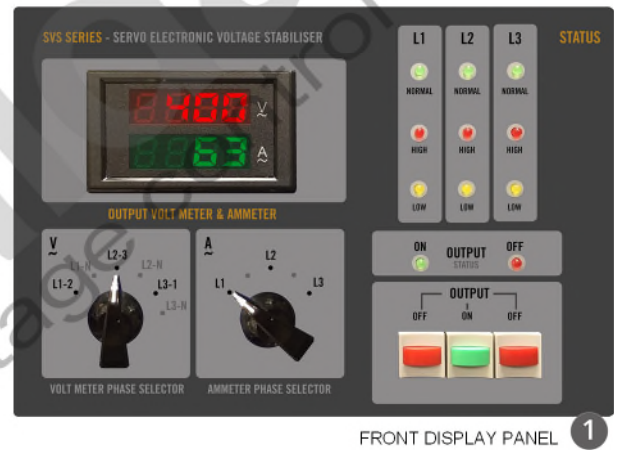 SVS SERIES - SERVO ELECTRONIC VOLTAGE STABILISER
400 V
63 A
OUTPUT VOLT METER & AMMETER
V
L1-N
L2-3
L2-N
L1-2
L3-1
L3-N
VOLT METER PHASE SELECTOR
A
L2
L1
L3
AMMETER PHASE SELECTOR
L1 L2 L3 STATUS
NORMAL NORMAL NORMAL
HIGH HIGH HIGH
LOW LOW LOW
ON OUTPUT OFF
STATUS
OUTPUT
OFF ON OFF
FRONT DISPLAY PANEL 1